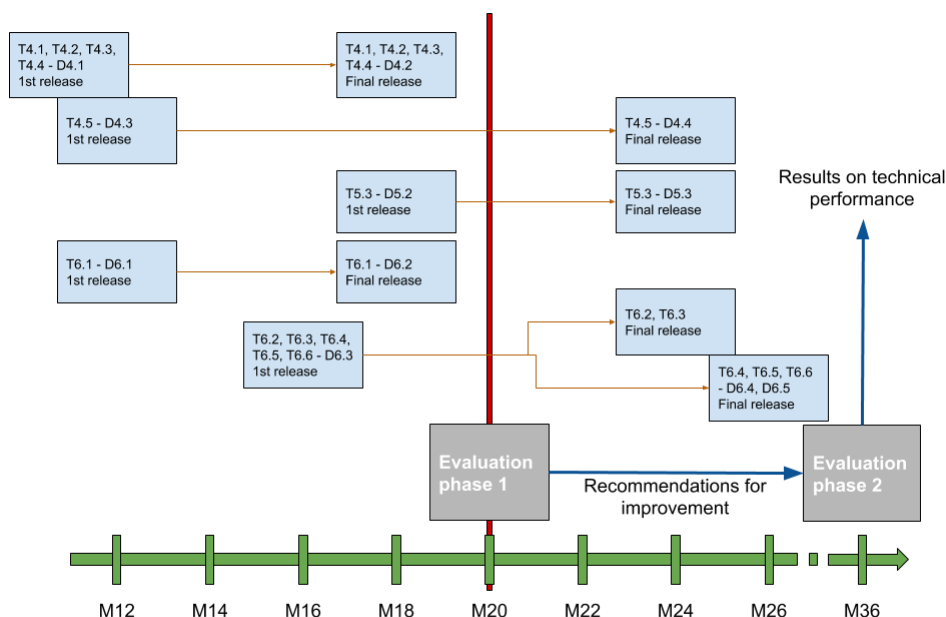 T4.1, T4.2, T4.3,
T4.4 - D4.1
1st release
T4.1, T4.2, T4.3,
T4.4 - D4.2
Final release
T4.5 - D4.3
1st release
T4.5 - D4.4
Final release
T5.3 - D5.2
1st release
T5.3 - D5.3
Final release
Results on technical
performance
T6.1 - D6.1
1st release
T6.1 - D6.2
Final release
T6.2, T6.3, T6.4,
T6.5, T6.6 - D6.3
1st release
T6.2, T6.3
Final release
T6.4, T6.5, T6.6
- D6.4, D6.5
Final release
Evaluation
phase 1
Recommendations for
improvement
Evaluation
phase 2
M12
M14
M16
M18
M20
M22
M24
M26
M36